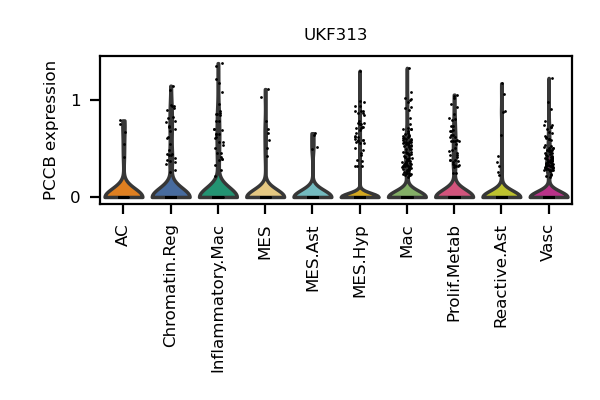 UKF313
PCCB expression
1
0
AC
Chromatin.Reg
Inflammatory.Mac
MES
MES.Ast
MES.Hyp
Mac
Prolif.Metab
Reactive.Ast
Vasc